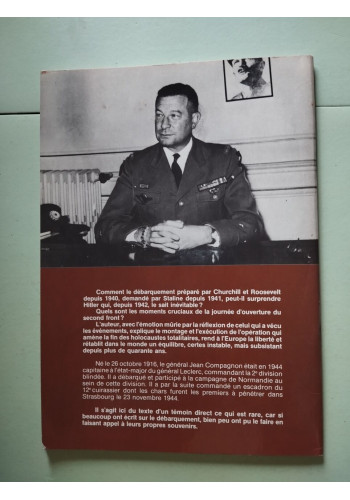 Comment le débarquement préparé par Churchill et Roosevelt
depuis 1940, demandé par Staline depuis 1941, peut-il surprendre
Hitler qui, depuis 1942, le sait inévitable ?
Quels sont les moments cruciaux de la journée d'ouverture du
second front ?
L'auteur, avec l'émotion mûrie par la réflexion de celui qui a vécu
les événements, explique le montage et l'exécution de l'opération qui
amène la fin des holocaustes totalitaires, rend à l'Europe la liberté et
rétablit dans le monde un équilibre, certes instable, mais subsistant
depuis plus de quarante ans.
Né le 26 octobre 1916, le général Jean Compagnon était en 1944
capitaine à l'état-major du général Leclerc, commandant la 2e division
blindée. Il a débarqué et participé à la campagne de Normandie au
sein de cette division. Il a par la suite commandé un escadron du
12e cuirassier dont les chars furent les premiers à pénétrer dans
Strasbourg le 23 novembre 1944.
Il s'agit ici du texte d'un témoin direct ce qui est rare, car si
beaucoup ont écrit sur le débarquement, bien peu ont pu le faire en
faisant appel à leurs propres souvenirs.